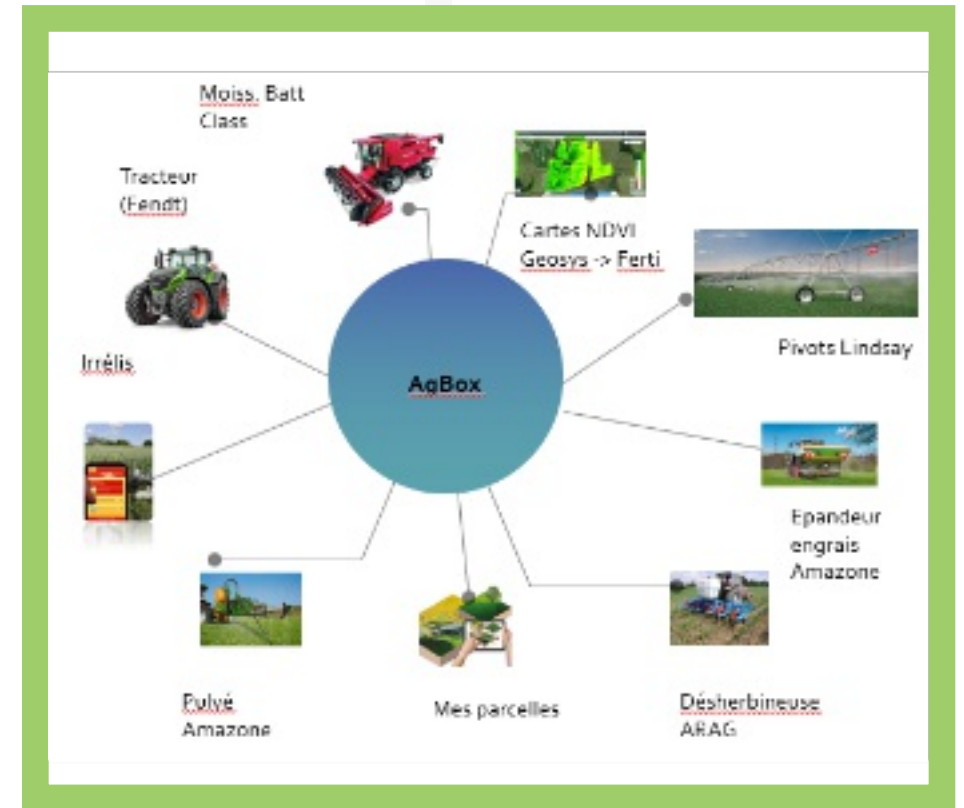 Moiss. Batt
Class
Tracteur
(Fendt)
Cartes NDVI
Geosys -> Ferti
Pivots Lindsay
Irrélis
AgBox
Epandeur
engrais
Amazone
Pulvé
Amazone
Mes parcelles
Désherbineuse
ARAG